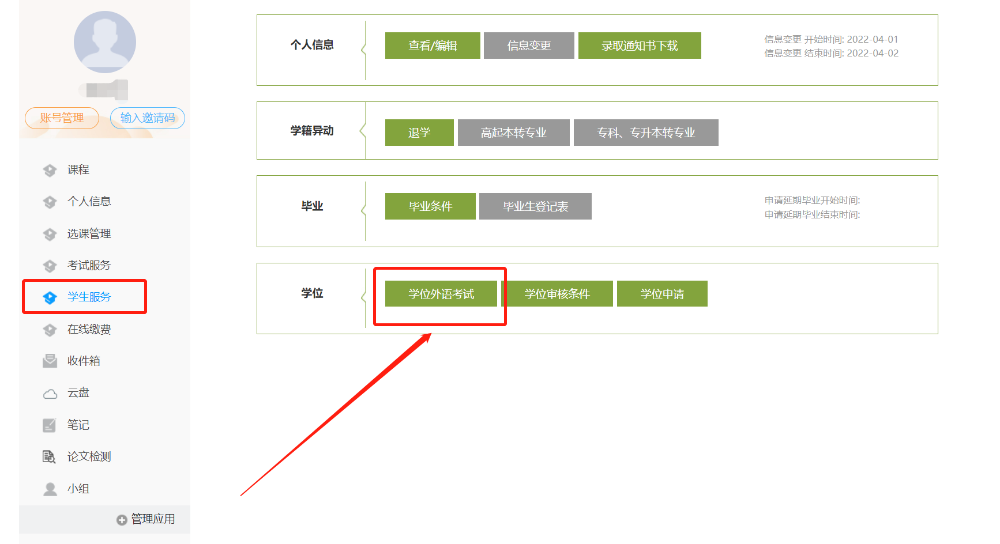 账号管理 输入邀请码
课程
个人信息
选课管理
考试服务
学生服务
在线缴费
收件箱
云盘
笔记
论文检测
小组
管理应用
个人信息
查看/编辑 信息变更 录取通知书下载
信息变更 开始时间: 2022-04-01
信息变更 结束时间: 2022-04-02
学籍异动
退学 高起本转专业 专科、专升本转专业
毕业
毕业条件 毕业生登记表
申请延期毕业开始时间:
申请延期毕业结束时间:
学位
学位外语考试 学位审核条件 学位申请